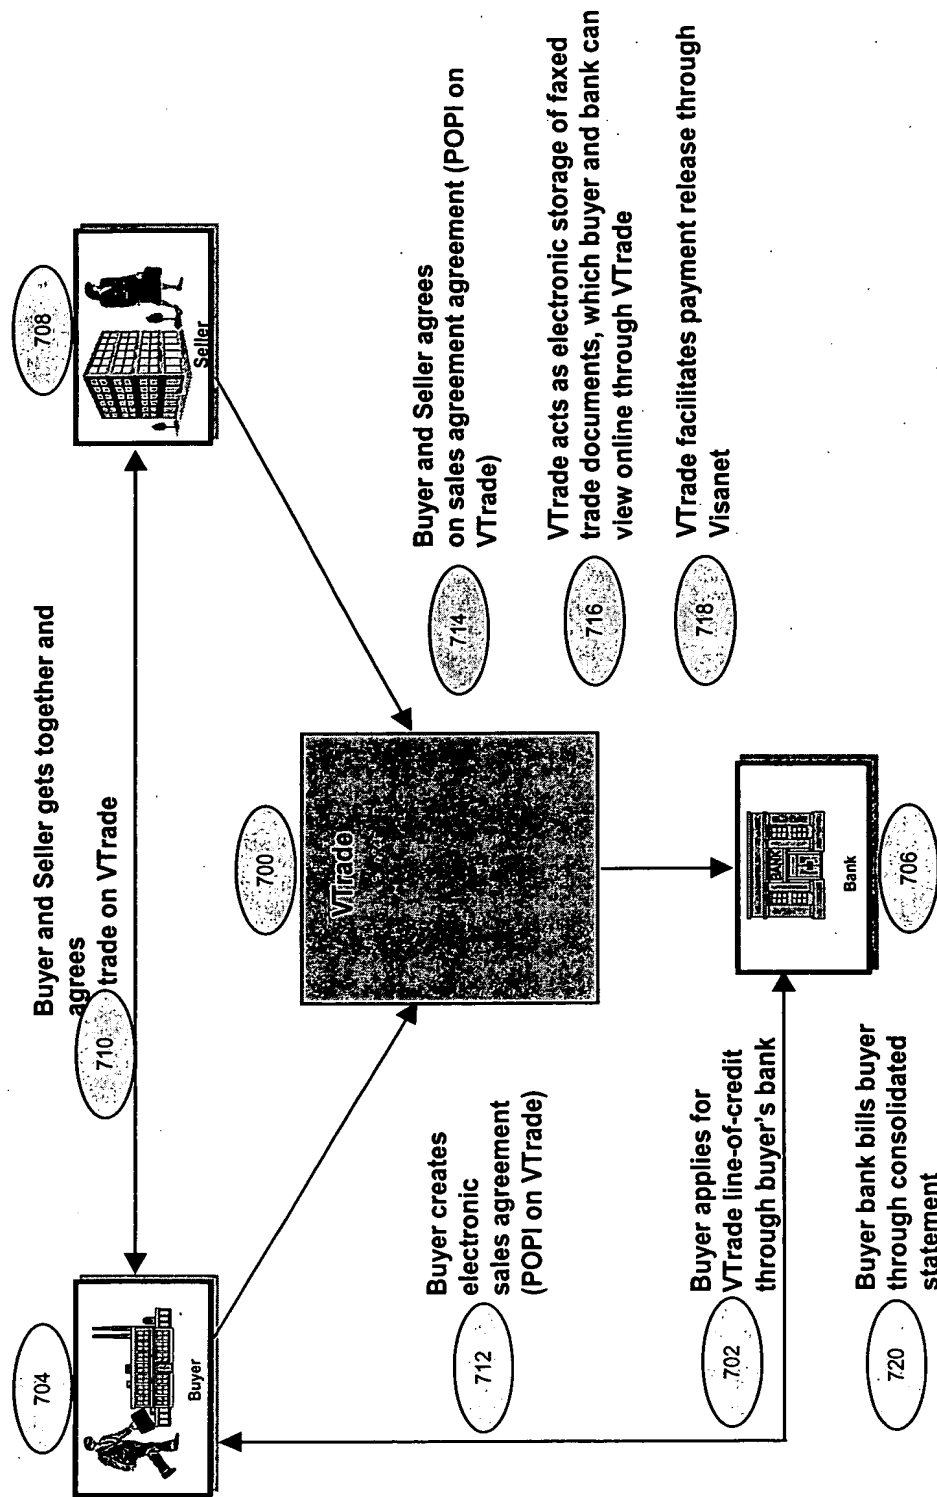 704
Buyer
Buyer and Seller gets together and
agrees
710
trade on VTrade
708
Seller
700
VTrade
712
Buyer creates
electronic
sales agreement
(POPI on VTrade)
714
Buyer and Seller agrees
on sales agreement agreement (POPI on
VTrade)
716
VTrade acts as electronic storage of faxed
trade documents, which buyer and bank can
view online through VTrade
718
VTrade facilitates payment release through
Visanet
702
Buyer applies for
VTrade line-of-credit
through buyer's bank
BANK
Bank
706
720
Buyer bank bills buyer
through consolidated
statement